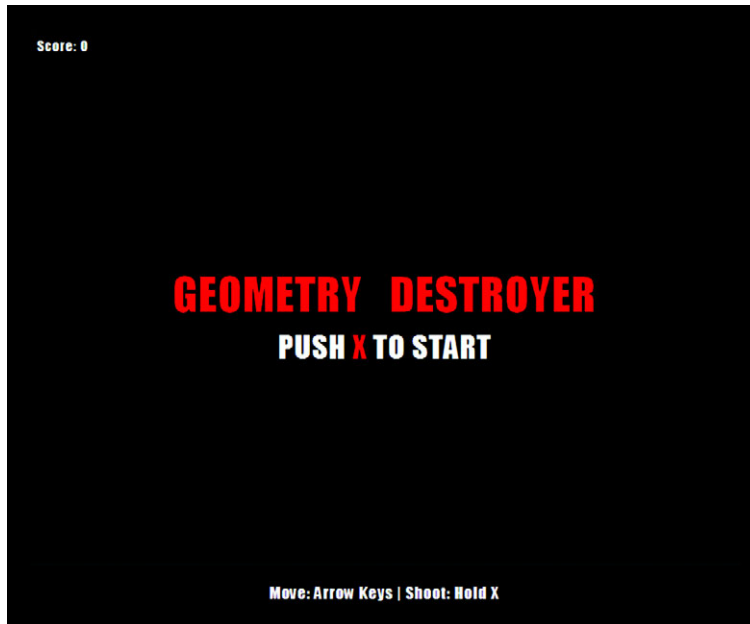 Score: 0
GEOMETRY DESTROYER
PUSH X TO START
Move: Arrow Keys | Shoot: Hold X